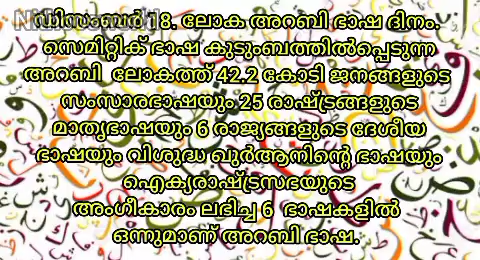 ഡിസംബർ 18. ലോക അറബി ഭാഷ ദിനം.
സെമിറ്റിക് ഭാഷ കുടുംബത്തിൽപ്പെടുന്ന
അറബി ലോകത്ത് 42.2 കോടി ജനങ്ങളുടെ
സംസാരഭാഷയും 25 രാഷ്ട്രങ്ങളുടെ
മാതൃഭാഷയും 6 രാജ്യങ്ങളുടെ ദേശീയ
ഭാഷയും വിശുദ്ധ ഖുർആനിന്റെ ഭാഷയും
ഐക്യരാഷ്ട്രസഭയുടെ
അംഗീകാരം ലഭിച്ച 6 ഭാഷകളിൽ
ഒന്നുമാണ് അറബി ഭാഷ.